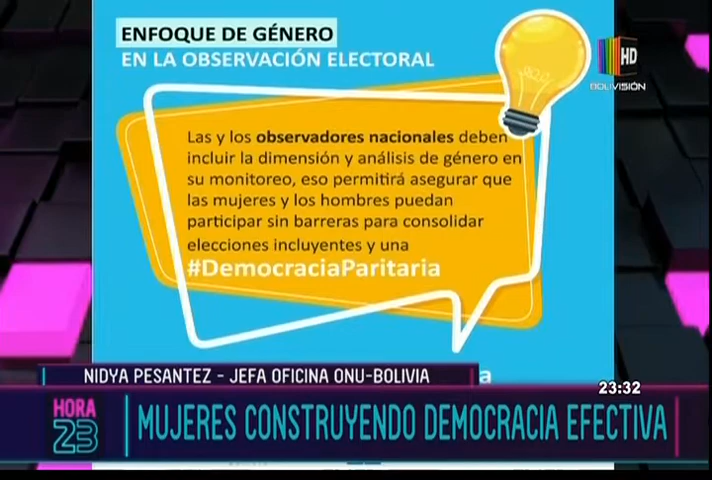 ENFOQUE DE GÉNERO
EN LA OBSERVACIÓN ELECTORAL
HD
BOLIVISIÓN
Las y los observadores nacionales deben
incluir la dimensión y análisis de género en
su monitoreo, eso permitirá asegurar que
las mujeres y los hombres puedan
participar sin barreras para consolidar
elecciones incluyentes y una
#DemocraciaParitaria
NIDYA PESANTEZ - JEFA OFICINA ONU-BOLIVIA
23:32
HORA
23
MUJERES CONSTRUYENDO DEMOCRACIA EFECTIVA